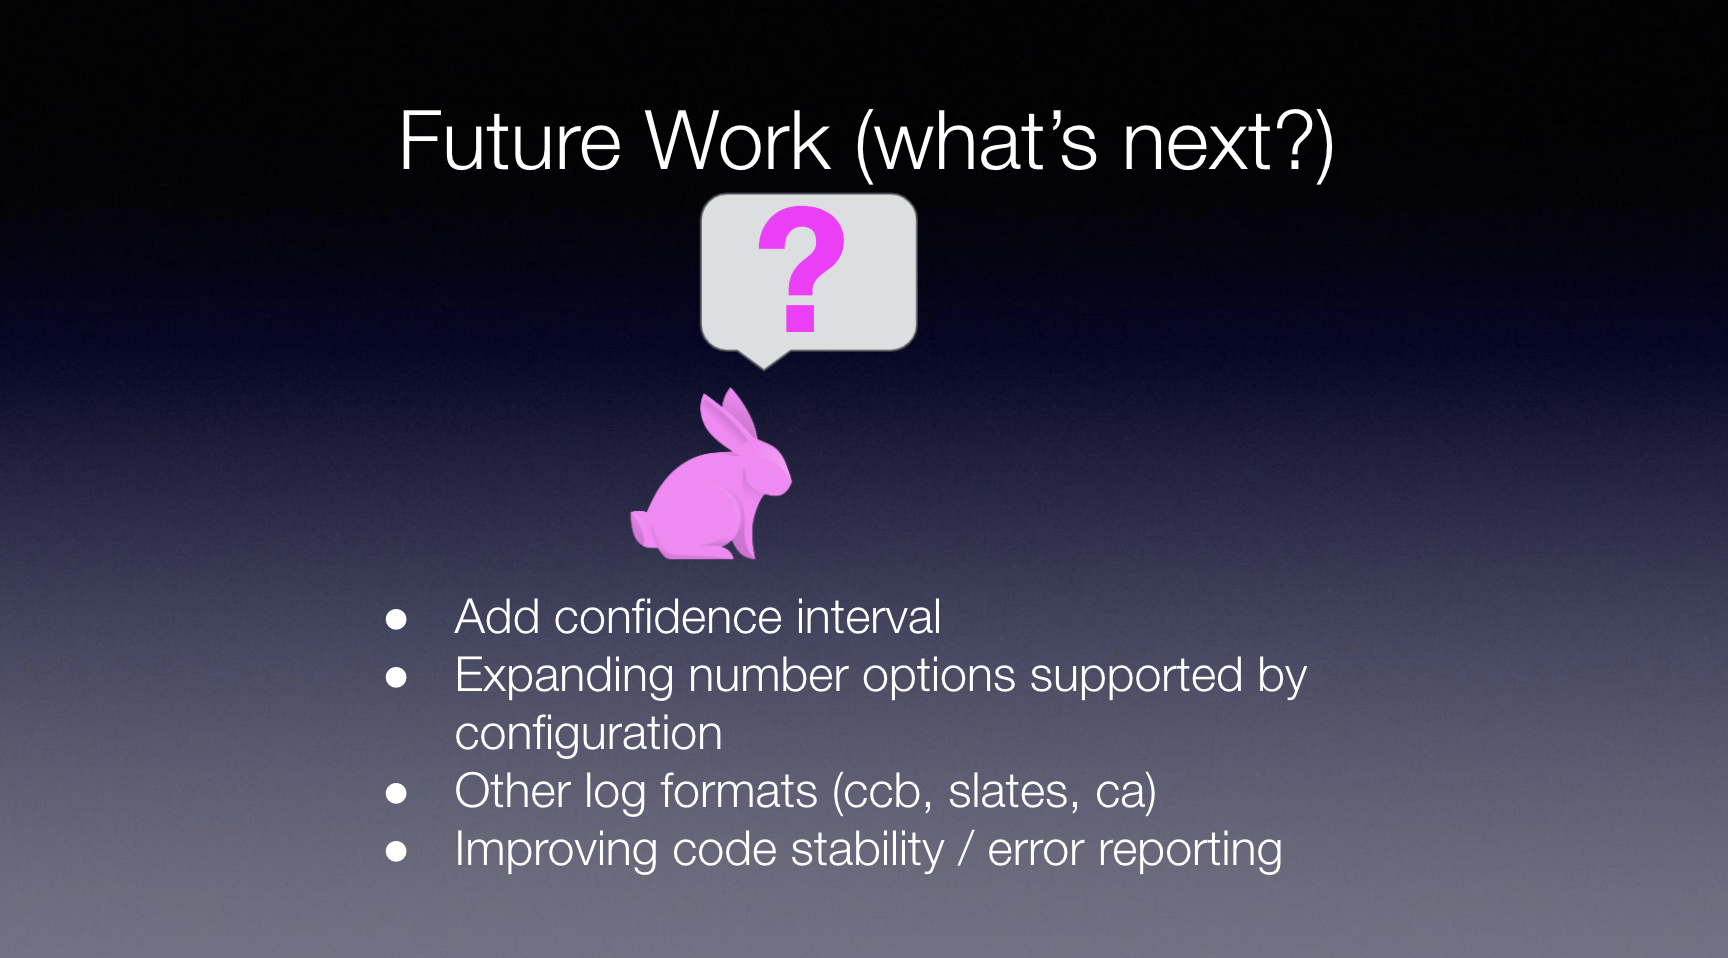 Future Work (what’s next?)
?
● Add confidence interval
● Expanding number options supported by
configuration
● Other log formats (ccb, slates, ca)
● Improving code stability / error reporting